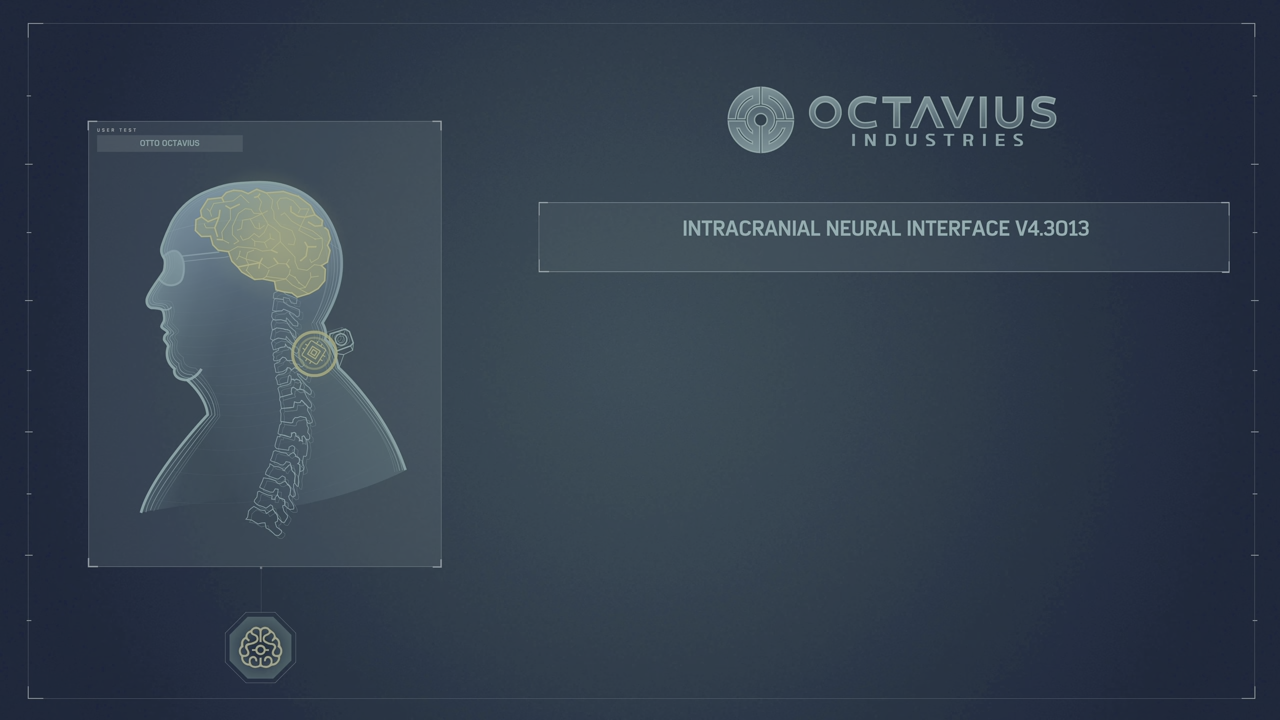 USER TEST
OTTO OCTAVIUS
OCTAVIUS
INDUSTRIES
INTRACRANIAL NEURAL INTERFACE V4.3013